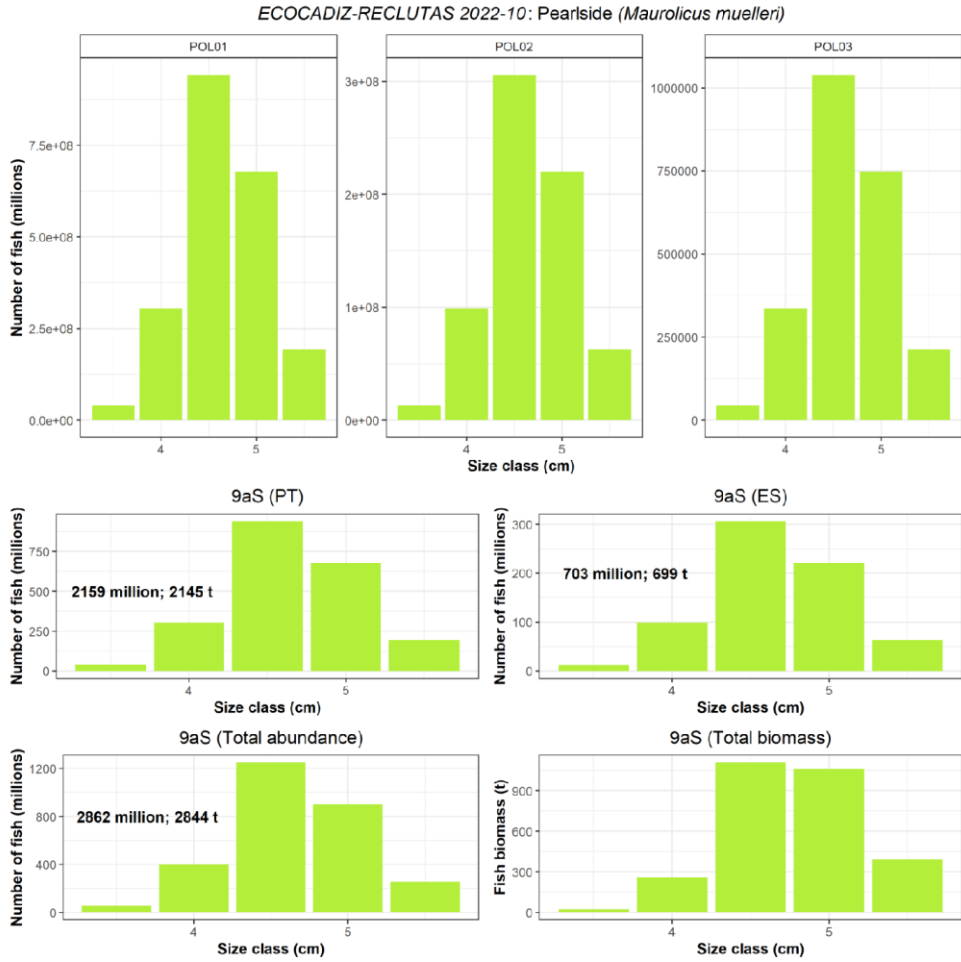 ECOCADIZ-RECLUTAS 2022-10: Pearlside (Maurolicus muelleri)
POL01
POL02
POL03
Number of fish (millions)
7.5e+08
5.0e+08
2.5e+08
0.0e+00
3e+08
2e+08
1e+08
0e+00
1000000
750000
500000
250000
0
4
5
4
5
4
5
Size class (cm)
9aS (PT)
Number of fish (millions)
750
500
250
0
2159 million; 2145 t
4
5
Size class (cm)
9aS (ES)
Number of fish (millions)
300
200
100
0
703 million; 699 t
4
5
Size class (cm)
9aS (Total abundance)
Number of fish (millions)
1200
800
400
0
2862 million; 2844 t
4
5
Size class (cm)
9aS (Total biomass)
Fish biomass (t)
900
600
300
0
4
5
Size class (cm)